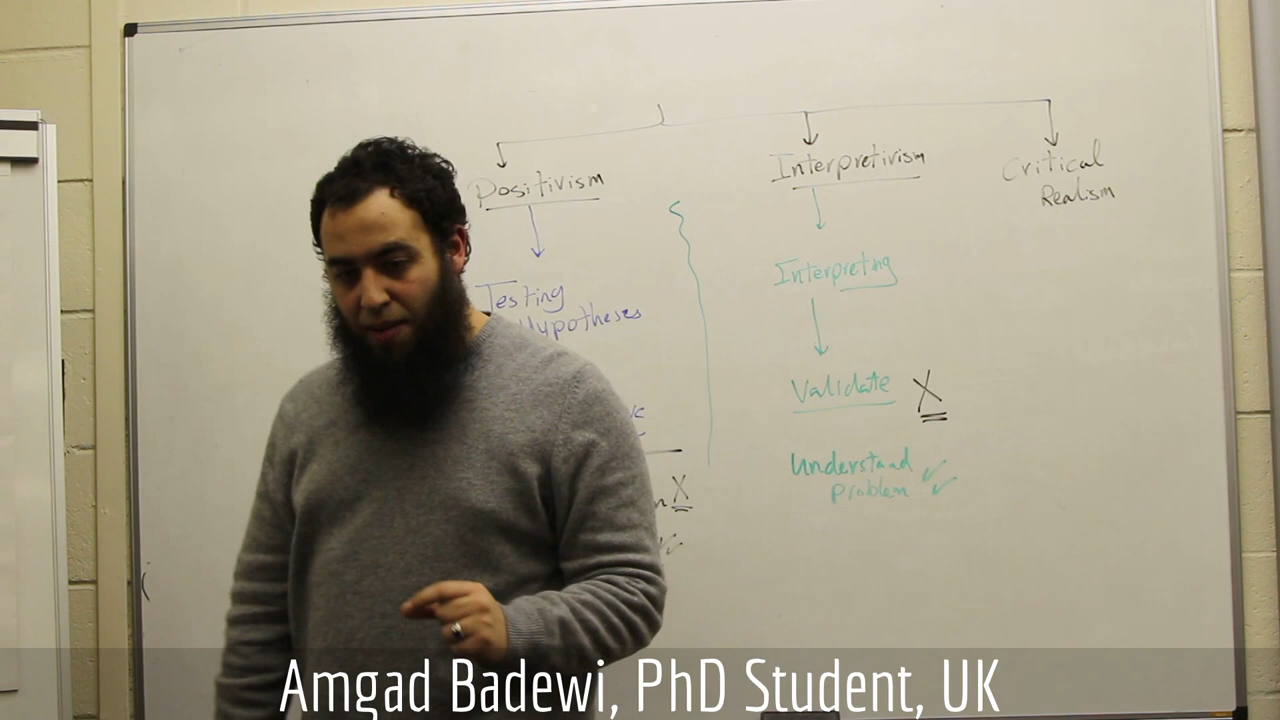 Positivism
Interpretivism
Critical
Realism
Testing
Hypotheses
Interpreting
Validate X
X
Understand ✓
problem ✓
Amgad Badewi, PhD Student, UK